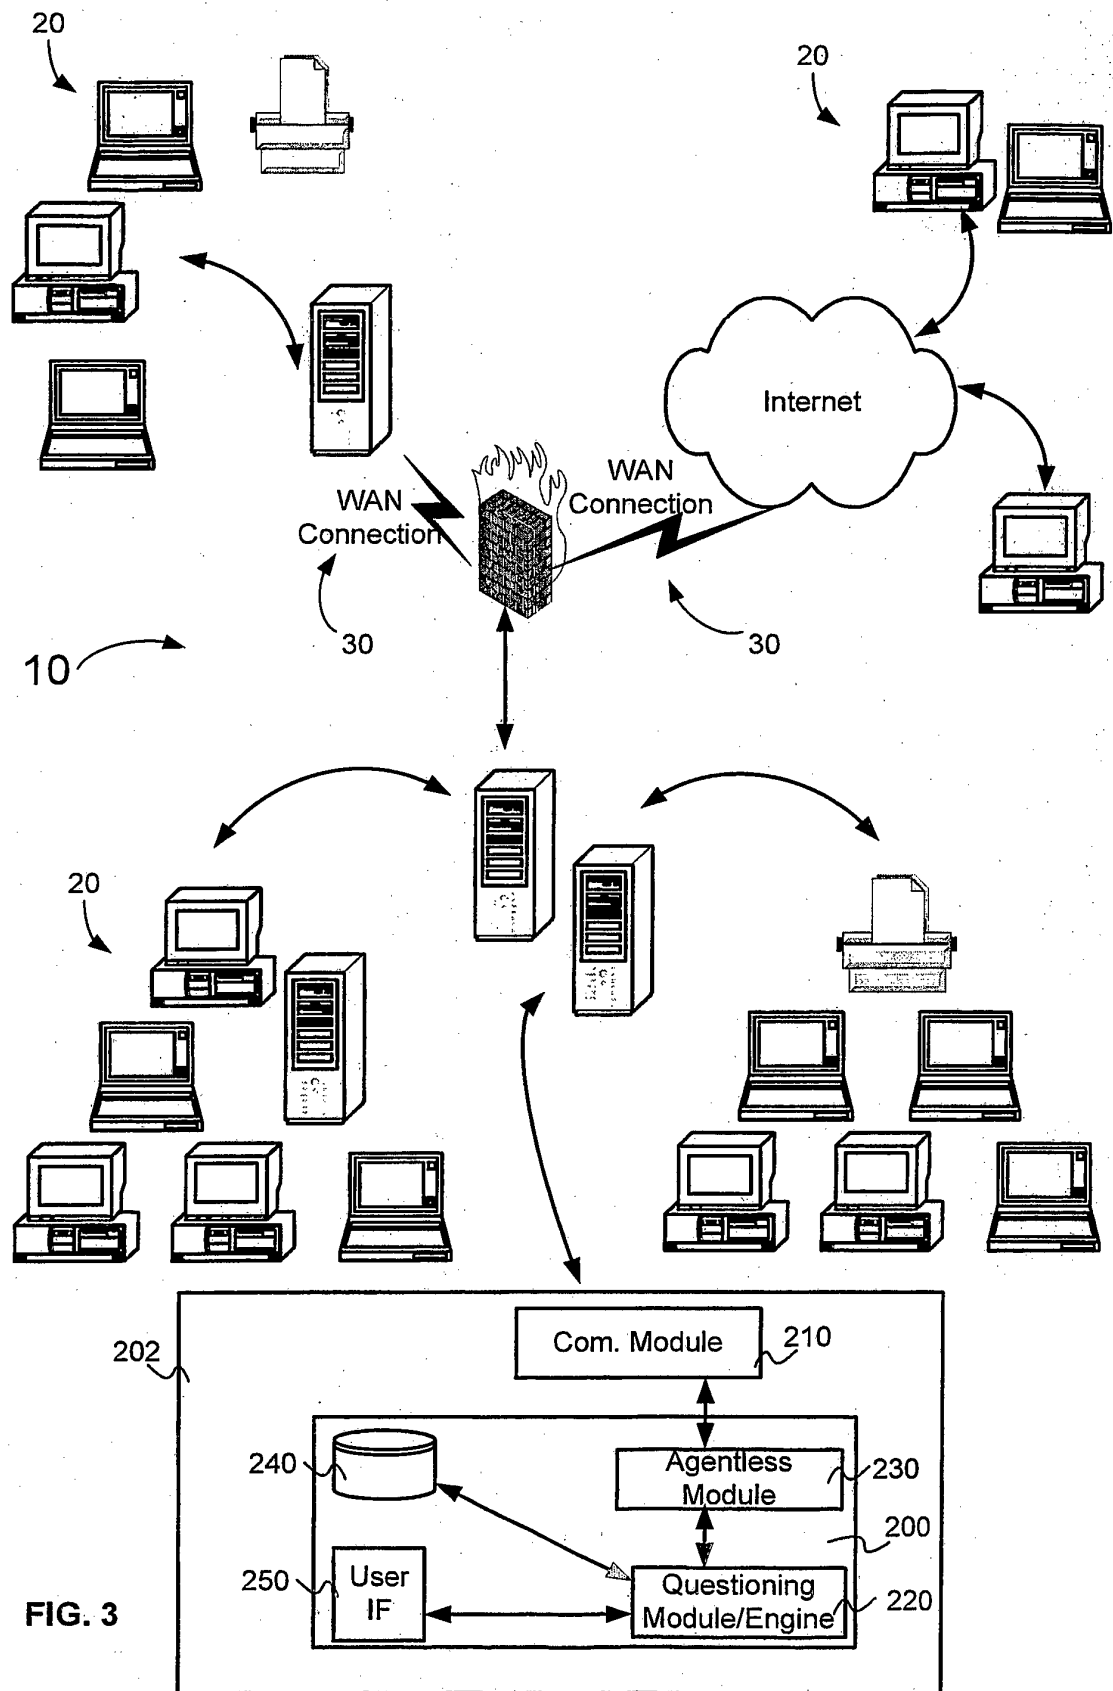 20
20
Internet
WAN
Connection
WAN
Connection
30
30
10
20
Com. Module
210
202
240
Agentless
Module
230
200
250
User
IF
Questioning
Module/Engine
220
FIG. 3